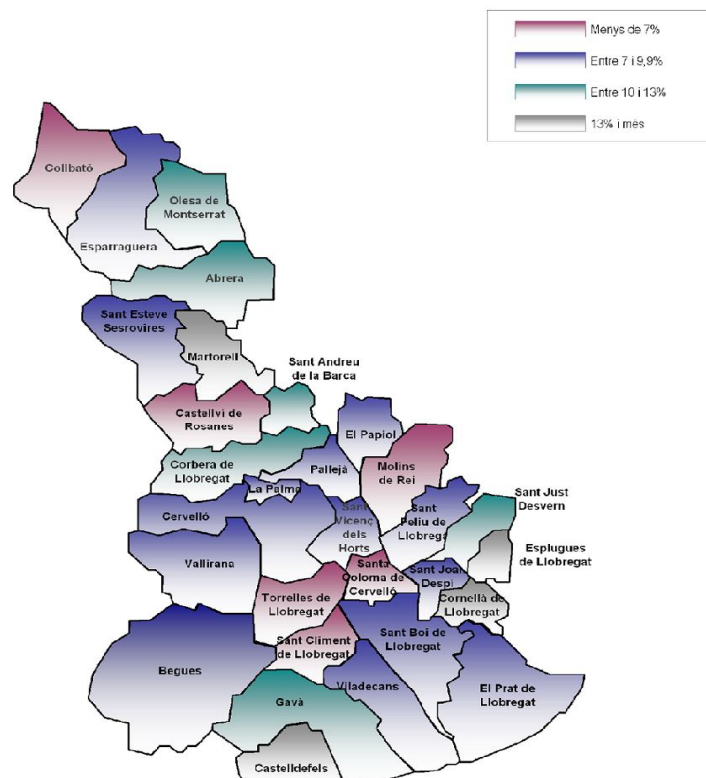 Menys de 7%
Entre 7 i 9,9%
Entre 10 i 13%
13% i més
Collbató
Olesa de
Montserrat
Esparraguera
Abrera
Sant Esteve
Sesrovires
Martorell
Sant Andreu
de la Barca
Castellví de
Rosanes
El Papiol
Corbera de
Llobregat
Pallejà
Molins
de Rei
La Palma
Cervelló
Sant
Vicenç
dels
Horts
Sant
Feliu de
Llobregat
Sant Just
Desvern
Esplugues
de Llobregat
Vallirana
Santa
Coloma de
Cervelló
Sant Joan
Despí
Torrelles de
Llobregat
Cornellà de
Llobregat
Sant Climent
de Llobregat
Sant Boi de
Llobregat
Begues
Viladecans
El Prat de
Llobregat
Gavà
Castelldefels